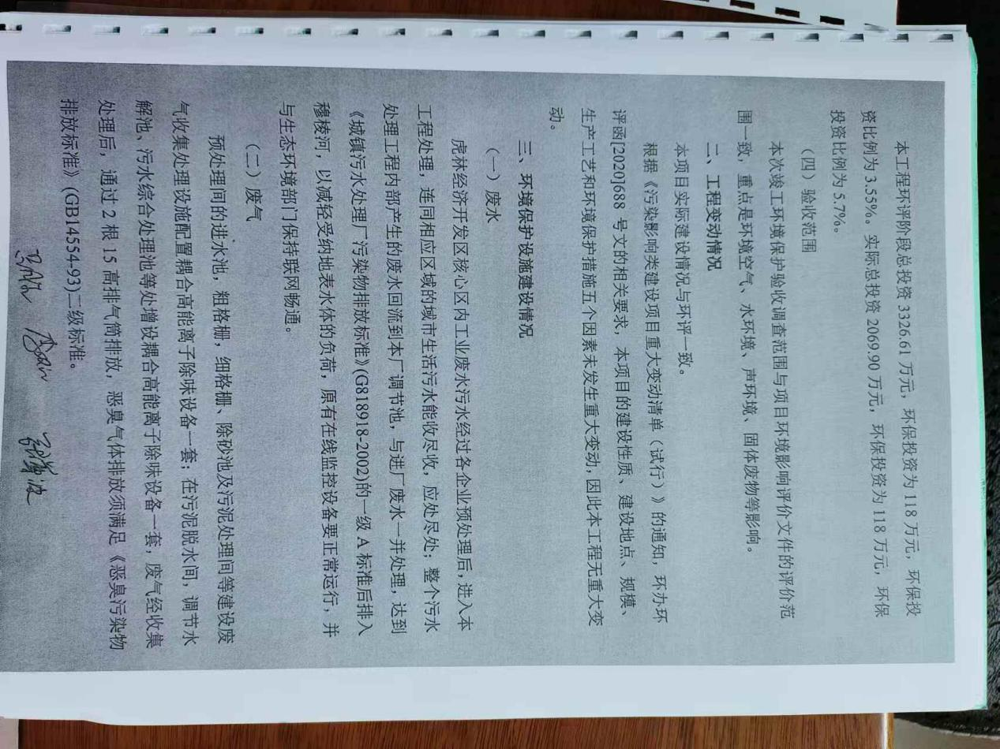 本工程环评阶段总投资 3326.61 万元，环保投资为 118 万元，环保投
资比例为 3.55%。实际总投资 2069.90 万元，环保投资为 118 万元，环保
投资比例为 5.7%。
（四）验收范围
本次竣工环境保护验收调查范围与项目环境影响评价文件的评价范
围一致，重点是环境空气、水环境、声环境、固体废物等影响。
二、工程变动情况
本项目实际建设情况与环评一致。
根据《污染影响类建设项目重大变动清单（试行）》的通知，环办环
评函[2020]688 号文的相关要求，本项目的建设性质、建设地点、规模、
生产工艺和环境保护措施五个因素未发生重大变动，因此本工程无重大变
动。
三、环境保护设施建设情况
（一）废水
虎林经济开发区核心区内工业废水污水经过各企业预处理后，进入本
工程处理，连同相应区域的城市生活污水能收尽收，应处尽处；整个污水
处理工程内部产生的废水回流到本厂调节池，与进厂废水一并处理，达到
《城镇污水处理厂污染物排放标准》(G818918-2002)的一级 A 标准后排入
穆棱河，以减轻受纳地表水体的负荷，原有在线监控设备要正常运行，并
与生态环境部门保持联网畅通。
（二）废气
预处理间的进水池，粗格栅，细格栅、除砂池及污泥处理间等建设废
气收集处理设施配置耦合高能离子除味设备一套；在污泥脱水间，调节水
解池、污水综合处理池等处增设耦合高能离子除味设备一套，废气经收集
处理后，通过 2 根 15 高排气筒排放，恶臭气体排放须满足《恶臭污染物
排放标准》(GB14554-93)二级标准。